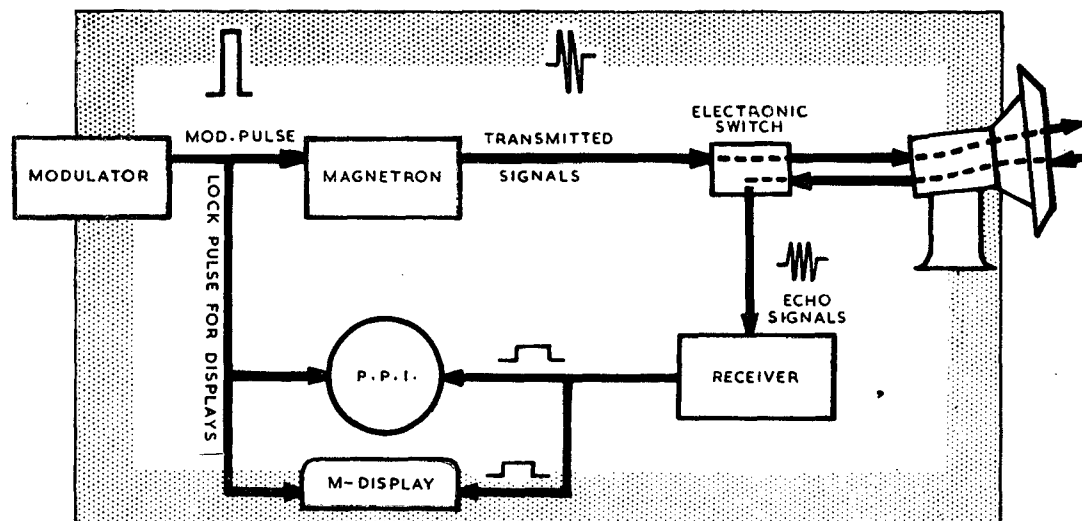 ELECTRONIC
SWITCH
MOD. PULSE
TRANSMITTED
SIGNALS
MODULATOR
MAGNETRON
LOCK PULSE FOR DISPLAYS
ECHO
SIGNALS
P.P.I.
RECEIVER
M-DISPLAY